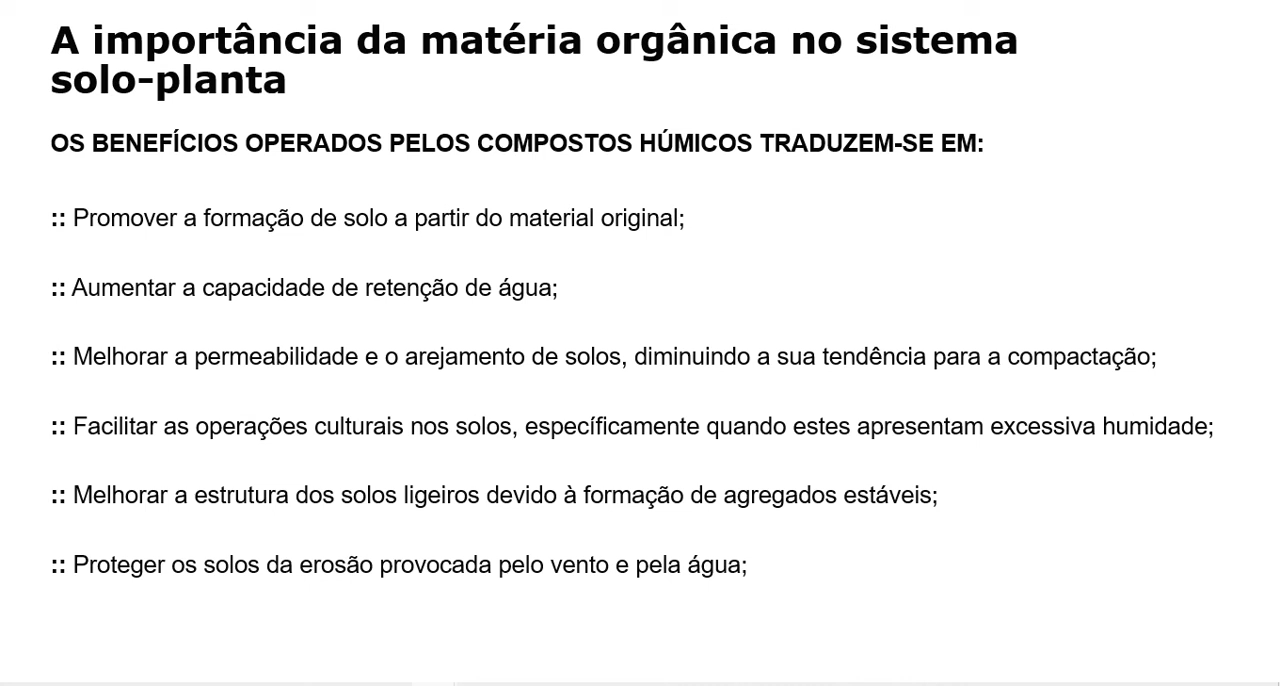 A importância da matéria orgânica no sistema
solo-planta
OS BENEFÍCIOS OPERADOS PELOS COMPOSTOS HÚMICOS TRADUZEM-SE EM:
:: Promover a formação de solo a partir do material original;
:: Aumentar a capacidade de retenção de água;
:: Melhorar a permeabilidade e o arejamento de solos, diminuindo a sua tendência para a compactação;
:: Facilitar as operações culturais nos solos, específicamente quando estes apresentam excessiva humidade;
:: Melhorar a estrutura dos solos ligeiros devido à formação de agregados estáveis;
:: Proteger os solos da erosão provocada pelo vento e pela água;